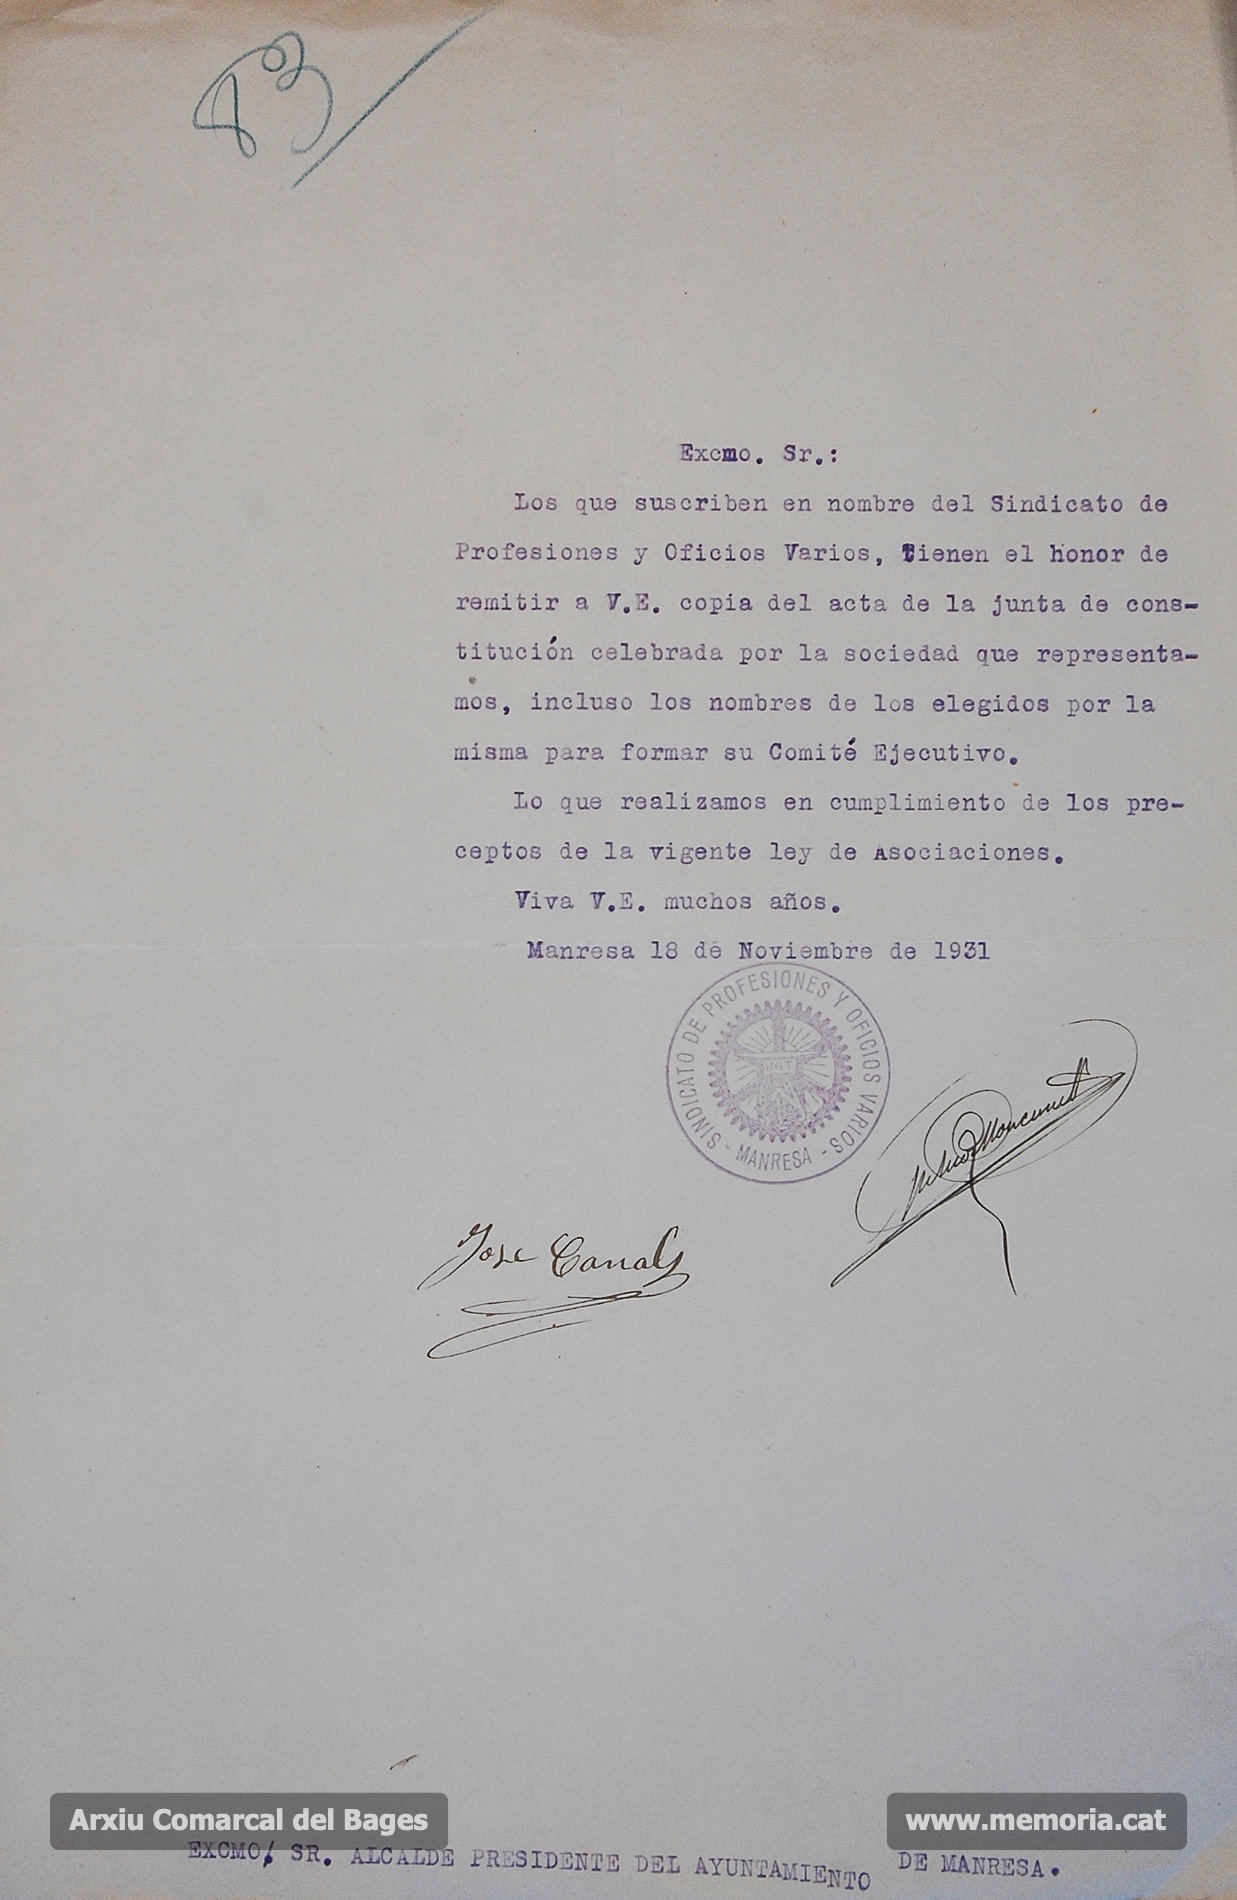 83
Excmo. Sr.:
Los que suscriben en nombre del Sindicato de
Profesiones y Oficios Varios, tienen el honor de
remitir a V.E. copia del acta de la junta de cons-
titución celebrada por la sociedad que representa-
mos, incluso los nombres de los elegidos por la
misma para formar su Comité Ejecutivo.
Lo que realizamos en cumplimiento de los pre-
ceptos de la vigente ley de Asociaciones.
Viva V.E. muchos años.
Manresa 18 de Noviembre de 1931
SINDICATO DE PROFESIONES Y OFICIOS VARIOS
UGT
- MANRESA -
Moncunill
Jose Canals
Arxiu Comarcal del Bages
www.memoria.cat
EXCMO. SR. ALCALDE PRESIDENTE DEL AYUNTAMIENTO DE MANRESA.